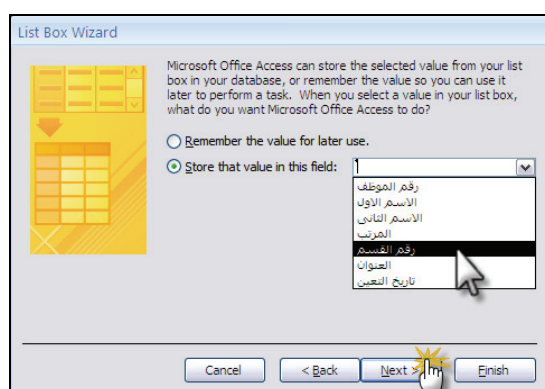 List Box Wizard
Microsoft Office Access can store the selected value from your list
box in your database, or remember the value so you can use it
later to perform a task. When you select a value in your list box,
what do you want Microsoft Office Access to do?
Remember the value for later use.
Store that value in this field:
رقم الموظف
الاسم الاول
الاسم الثانى
المرتب
رقم القسم
العنوان
تاريخ التعين
Cancel
< Back
Next >
Finish